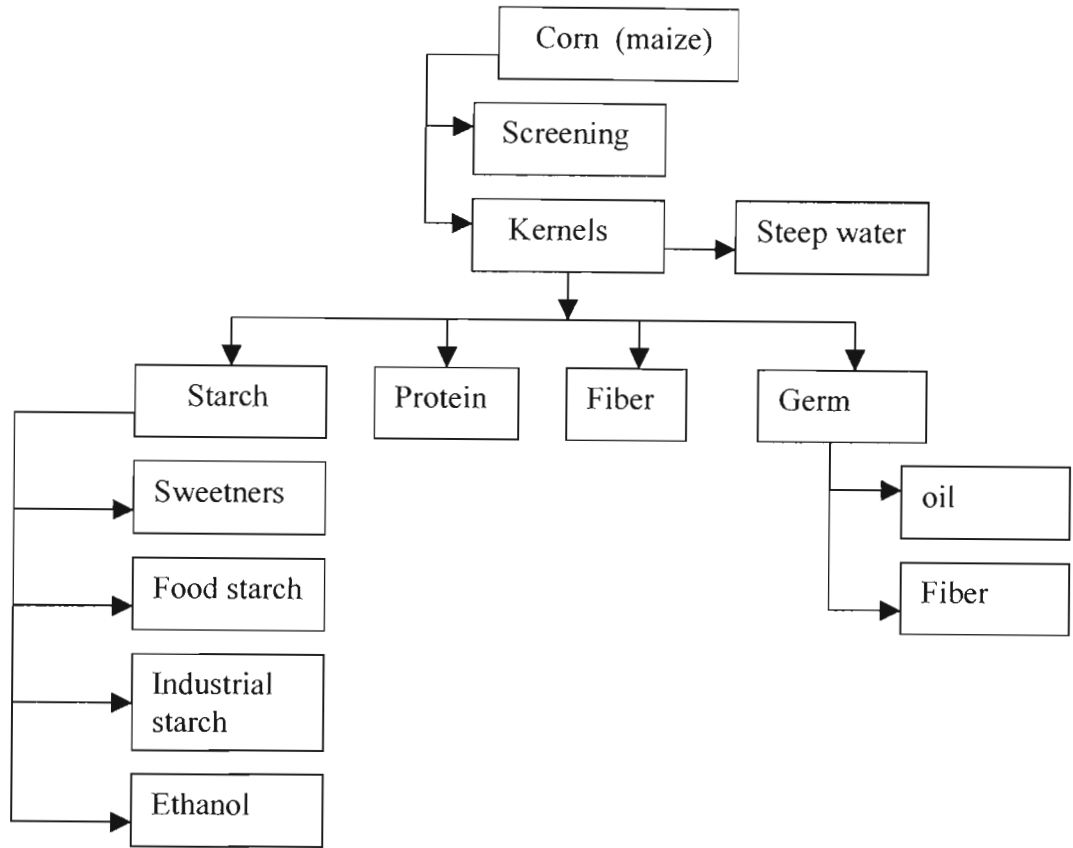 Corn (maize)
Screening
Kernels
Steep water
Starch
Protein
Fiber
Germ
Sweetners
oil
Food starch
Fiber
Industrial
starch
Ethanol